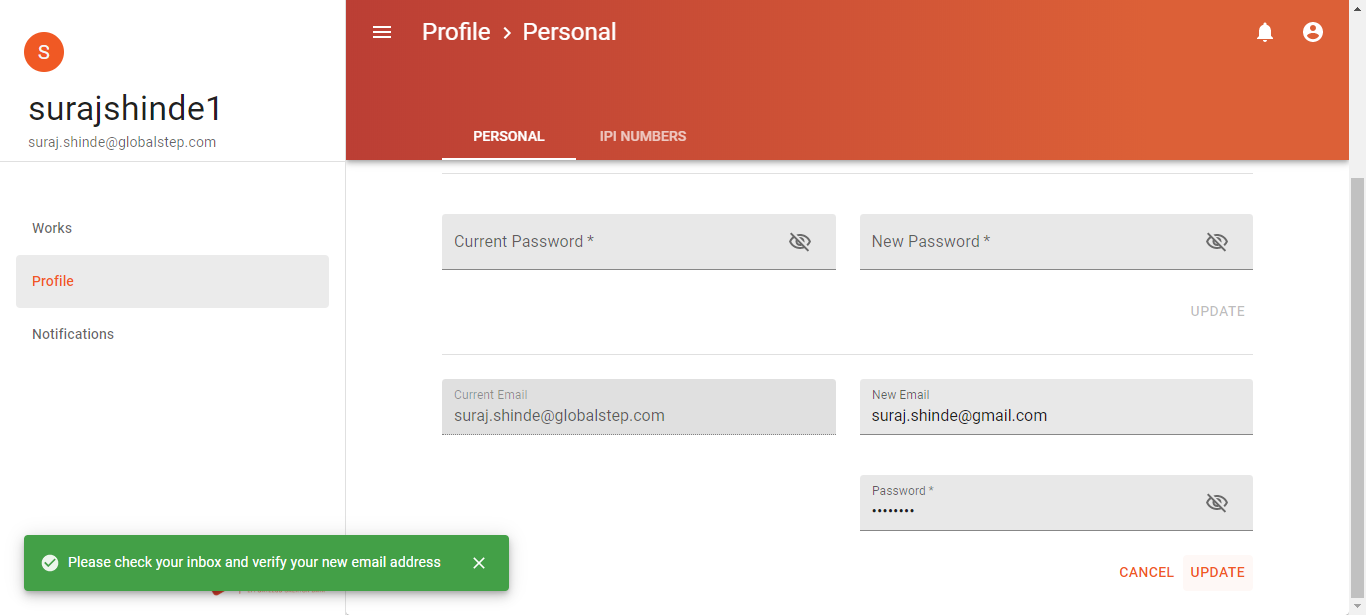 S
surajshinde1
suraj.shinde@globalstep.com
Works
Profile
Notifications
Profile > Personal
PERSONAL
IPI NUMBERS
Current Password *
New Password *
UPDATE
Current Email
suraj.shinde@globalstep.com
New Email
suraj.shinde@gmail.com
Password *
••••••••
CANCEL
UPDATE
Please check your inbox and verify your new email address